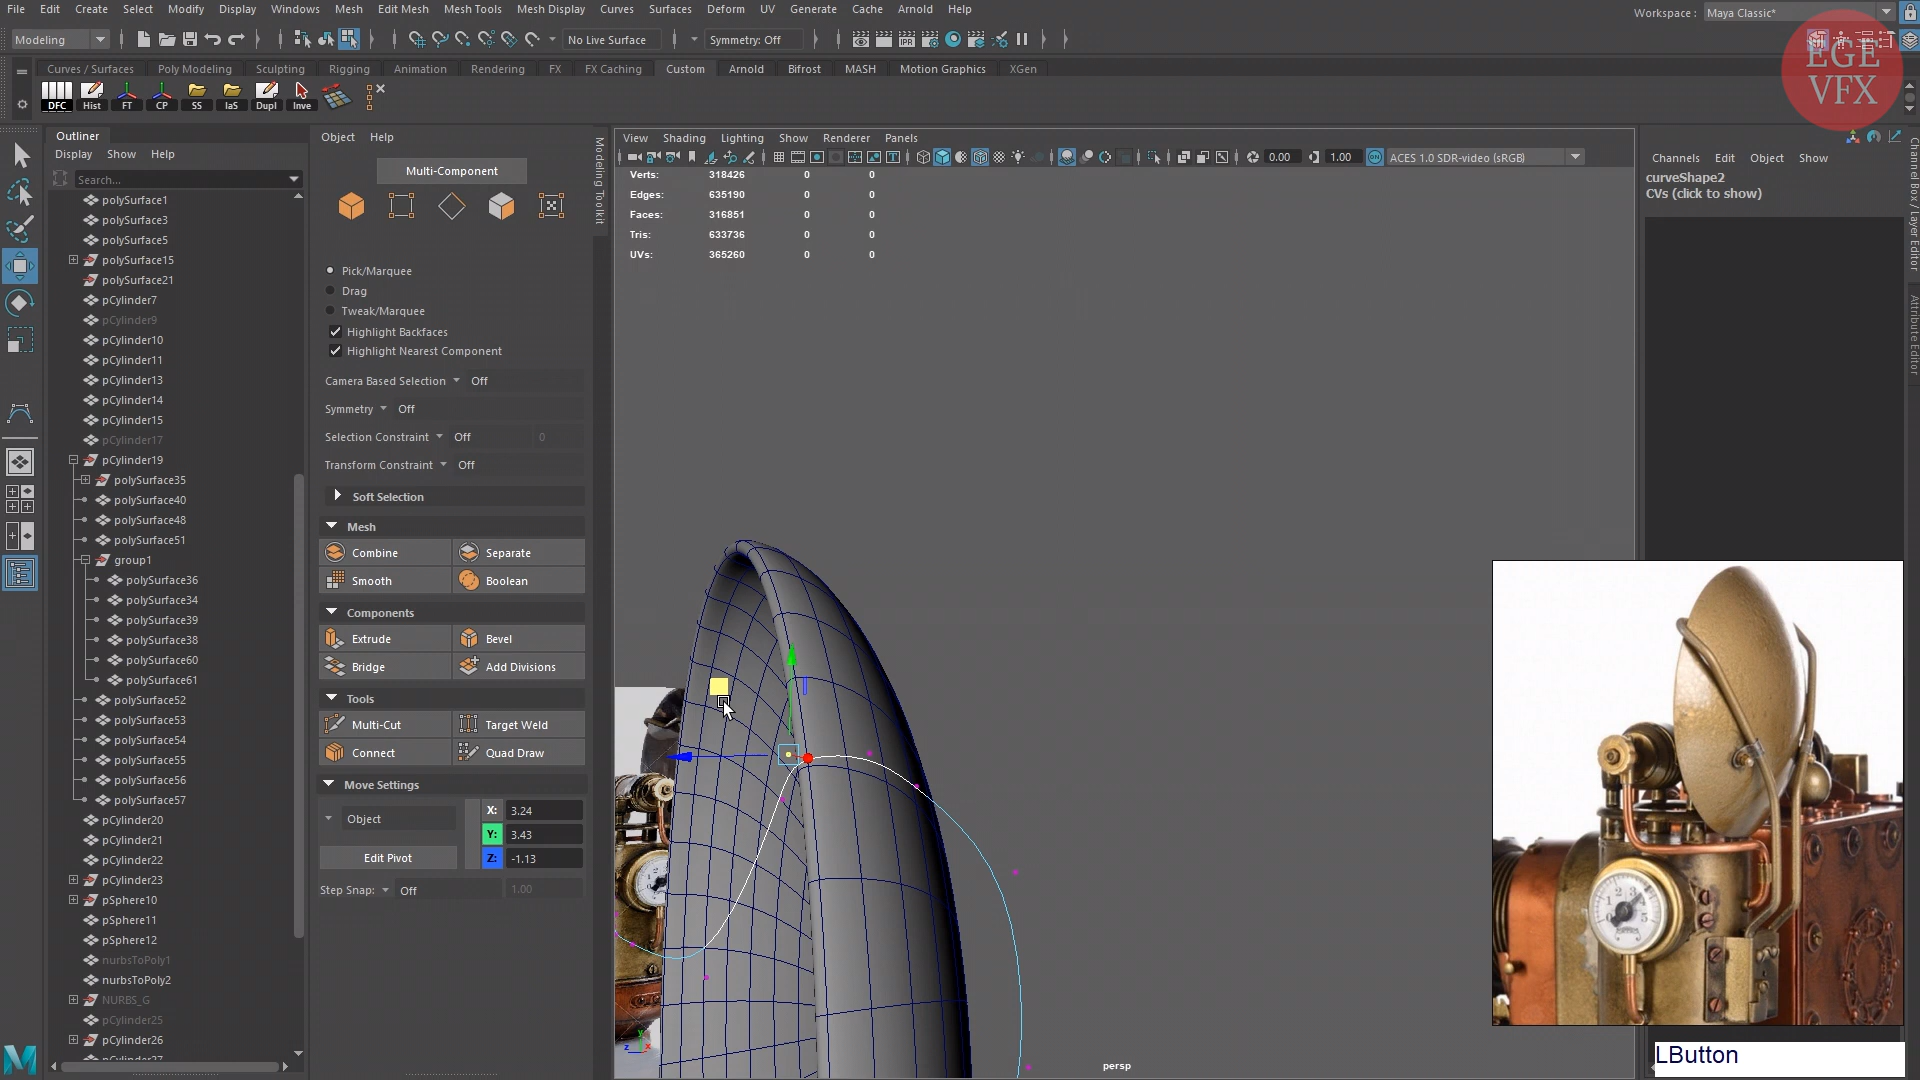 File Edit Create Select Modify Display Windows Mesh Edit Mesh Mesh Tools Mesh Display Curves Surfaces Deform UV Generate Cache Arnold Help
Workspace : Maya Classic*
Modeling
No Live Surface
Symmetry: Off
EGE
VFX
Curves / Surfaces Poly Modeling Sculpting Rigging Animation Rendering FX FX Caching Custom Arnold Bifrost MASH Motion Graphics XGen
DFC Hist FT CP SS IaS Dupl Inve
Outliner
Display Show Help
Search...
polySurface1
polySurface3
polySurface5
polySurface15
polySurface21
pCylinder7
pCylinder9
pCylinder10
pCylinder11
pCylinder13
pCylinder14
pCylinder15
pCylinder17
pCylinder19
polySurface35
polySurface40
polySurface48
polySurface51
group1
polySurface36
polySurface34
polySurface39
polySurface38
polySurface60
polySurface61
polySurface52
polySurface53
polySurface54
polySurface55
polySurface56
polySurface57
pCylinder20
pCylinder21
pCylinder22
pCylinder23
pSphere10
pSphere11
pSphere12
nurbsToPoly1
nurbsToPoly2
NURBS_G
pCylinder25
pCylinder26
pCylinder27
Object Help
Multi-Component
Pick/Marquee
Drag
Tweak/Marquee
Highlight Backfaces
Highlight Nearest Component
Camera Based Selection Off
Symmetry Off
Selection Constraint Off 0
Transform Constraint Off
Soft Selection
Mesh
Combine Separate
Smooth Boolean
Components
Extrude Bevel
Bridge Add Divisions
Tools
Multi-Cut Target Weld
Connect Quad Draw
Move Settings
Object
X: 3.24
Y: 3.43
Edit Pivot
Z: -1.13
Step Snap: Off 1.00
Modeling Toolkit
View Shading Lighting Show Renderer Panels
0.00 1.00 ON ACES 1.0 SDR-video (sRGB)
Verts: 318426 0 0
Edges: 635190 0 0
Faces: 316851 0 0
Tris: 633736 0 0
UVs: 365260 0 0
persp
Channels Edit Object Show
curveShape2
CVs (click to show)
Channel Box / Layer Editor
Attribute Editor
LButton